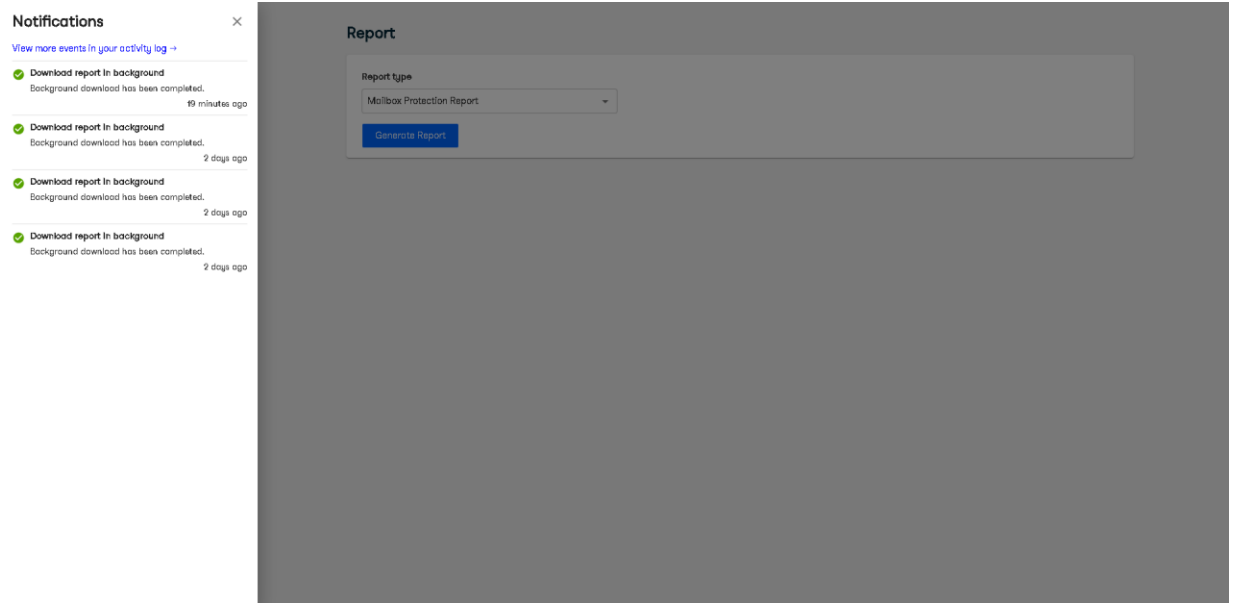 Notifications
View more events in your activity log →
Download report in background
Background download has been completed.
19 minutes ago
Download report in background
Background download has been completed.
2 days ago
Download report in background
Background download has been completed.
2 days ago
Download report in background
Background download has been completed.
2 days ago
Report
Report type
Mailbox Protection Report
Generate Report